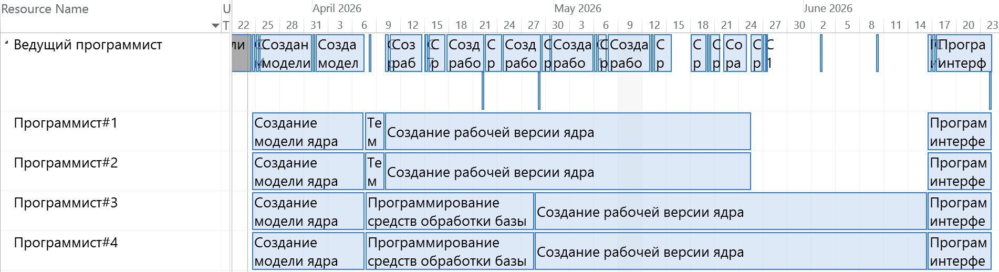 Resource Name U April 2026 May 2026 June 2026
T 22 25 28 31 3 6 9 12 15 18 21 24 27 30 3 6 9 12 15 18 21 24 27 30 2 5 8 11 14 17 20 23
Ведущий программист
ли Создан Созда Соз С Созд С Созд С Созда С Созда С С С Со С С Програ
модели модел раб р рабо р рабо р рабо р рабо р р р ра р 1 интерф
Программист#1
Создание
модели ядра
Те
м
Создание рабочей версии ядра
Програм
интерфе
Программист#2
Создание
модели ядра
Те
м
Создание рабочей версии ядра
Програм
интерфе
Программист#3
Создание
модели ядра
Программирование
средств обработки базы
Создание рабочей версии ядра
Програм
интерфе
Программист#4
Создание
модели ядра
Программирование
средств обработки базы
Создание рабочей версии ядра
Програм
интерфе